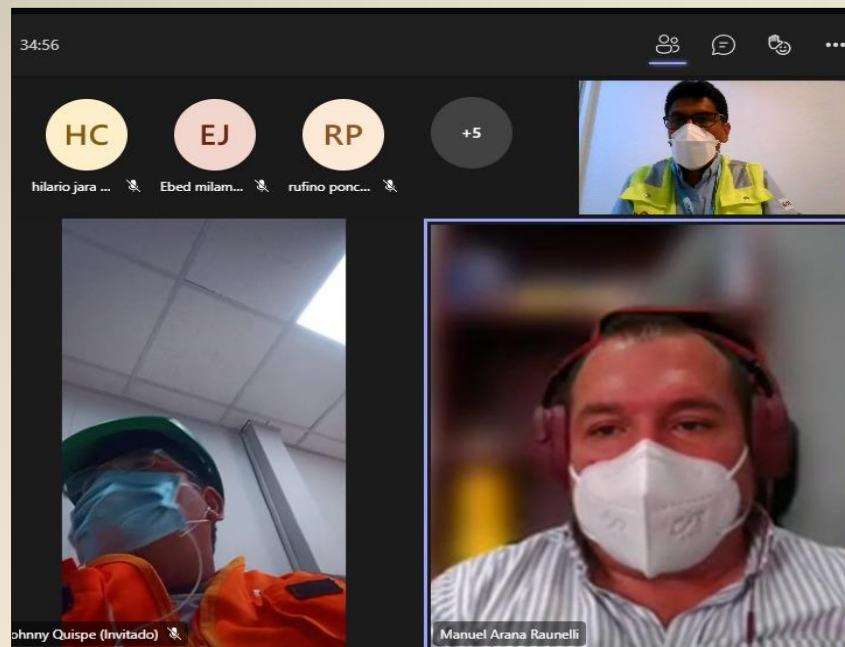 34:56
HC
EJ
RP
+5
hilario jara ...
Ebed milam...
rufino ponc...
ohnny Quispe (Invitado)
Manuel Arana Raunelli